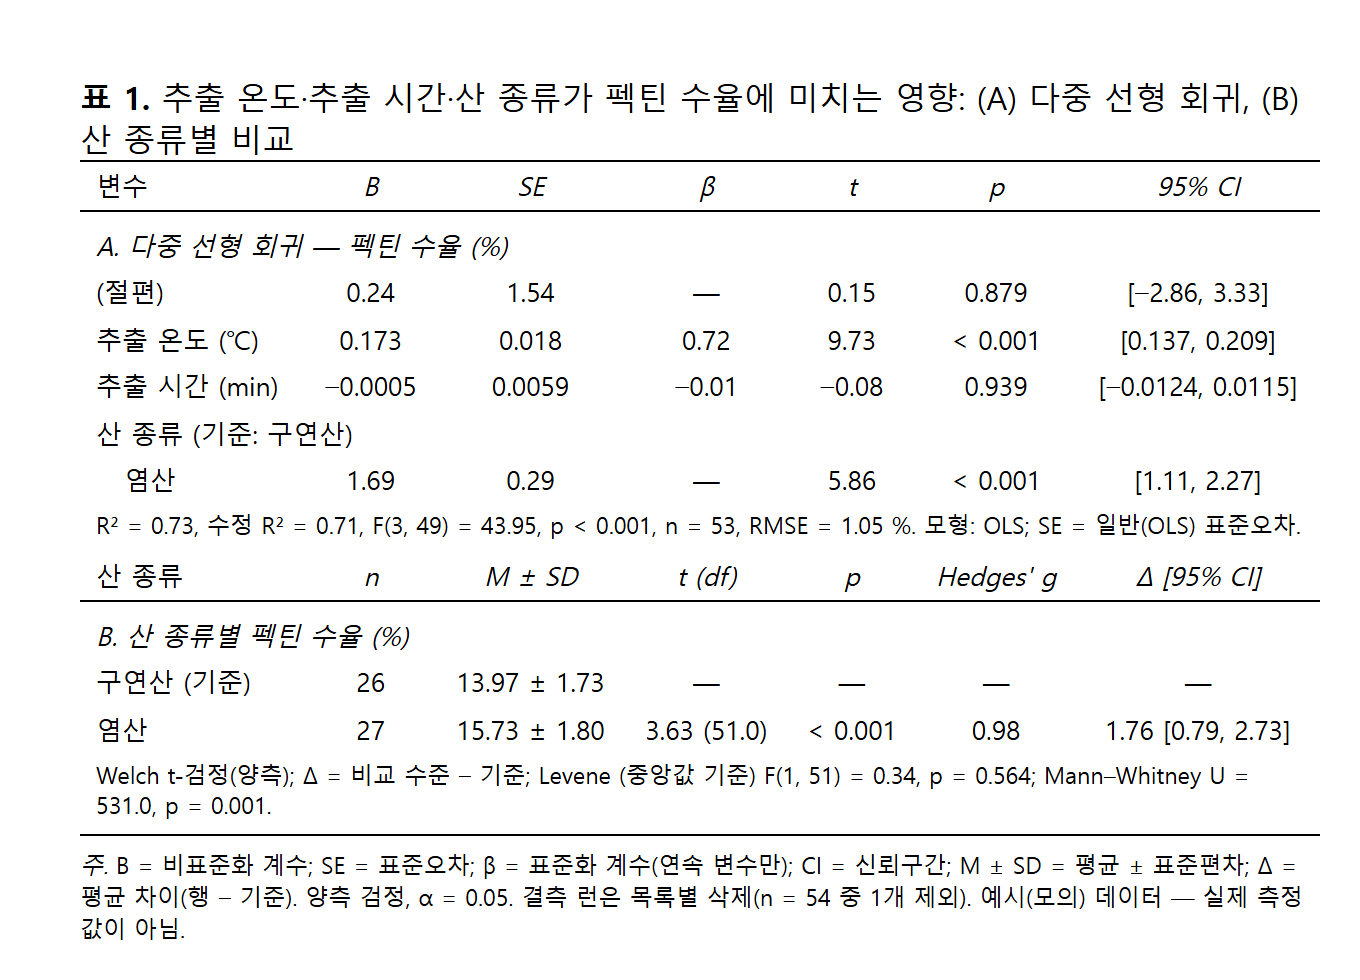 표 1. 추출 온도·추출 시간·산 종류가 펙틴 수율에 미치는 영향: (A) 다중 선형 회귀, (B)
산 종류별 비교
변수 B SE β t p 95% CI
A. 다중 선형 회귀 — 펙틴 수율 (%)
(절편) 0.24 1.54 — 0.15 0.879 [−2.86, 3.33]
추출 온도 (℃) 0.173 0.018 0.72 9.73 < 0.001 [0.137, 0.209]
추출 시간 (min) −0.0005 0.0059 −0.01 −0.08 0.939 [−0.0124, 0.0115]
산 종류 (기준: 구연산)
염산 1.69 0.29 — 5.86 < 0.001 [1.11, 2.27]
R² = 0.73, 수정 R² = 0.71, F(3, 49) = 43.95, p < 0.001, n = 53, RMSE = 1.05 %. 모형: OLS; SE = 일반(OLS) 표준오차.
산 종류 n M ± SD t (df) p Hedges' g Δ [95% CI]
B. 산 종류별 펙틴 수율 (%)
구연산 (기준) 26 13.97 ± 1.73 — — — —
염산 27 15.73 ± 1.80 3.63 (51.0) < 0.001 0.98 1.76 [0.79, 2.73]
Welch t-검정(양측); Δ = 비교 수준 − 기준; Levene (중앙값 기준) F(1, 51) = 0.34, p = 0.564; Mann–Whitney U =
531.0, p = 0.001.
주. B = 비표준화 계수; SE = 표준오차; β = 표준화 계수(연속 변수만); CI = 신뢰구간; M ± SD = 평균 ± 표준편차; Δ =
평균 차이(행 − 기준). 양측 검정, α = 0.05. 결측 런은 목록별 삭제(n = 54 중 1개 제외). 예시(모의) 데이터 — 실제 측정
값이 아님.